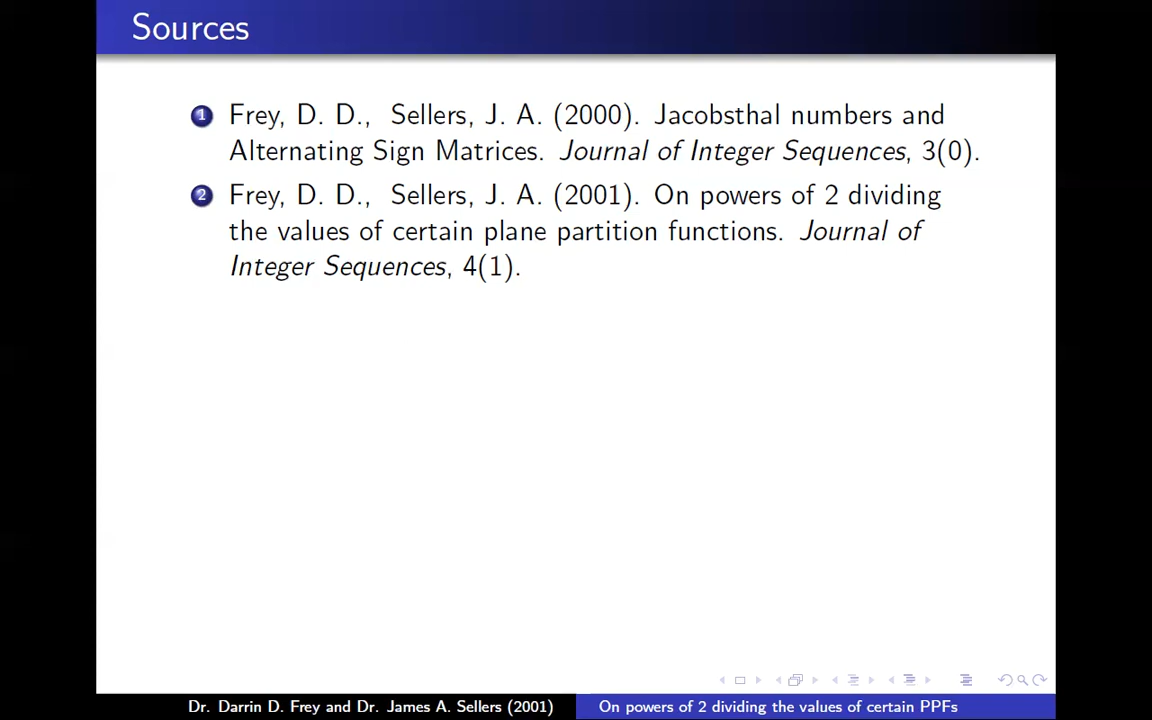 Sources
1 Frey, D. D., Sellers, J. A. (2000). Jacobsthal numbers and
Alternating Sign Matrices. Journal of Integer Sequences, 3(0).
2 Frey, D. D., Sellers, J. A. (2001). On powers of 2 dividing
the values of certain plane partition functions. Journal of
Integer Sequences, 4(1).
Dr. Darrin D. Frey and Dr. James A. Sellers (2001) On powers of 2 dividing the values of certain PPFs